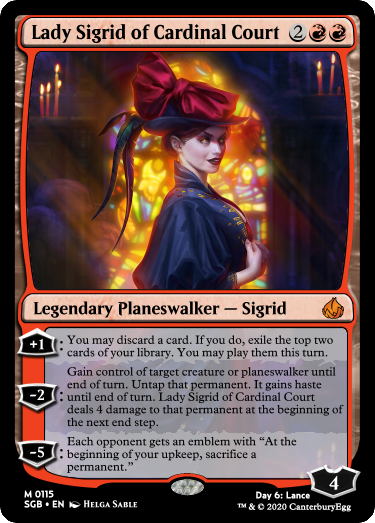 Lady Sigrid of Cardinal Court 2
Legendary Planeswalker — Sigrid
+1: You may discard a card. If you do, exile the top two
cards of your library. You may play them this turn.
Gain control of target creature or planeswalker until
end of turn. Untap that permanent. It gains haste
-2: until end of turn. Lady Sigrid of Cardinal Court
deals 4 damage to that permanent at the beginning of
the next end step.
Each opponent gets an emblem with “At the
-5: beginning of your upkeep, sacrifice a
permanent.”
4
M 0115
SGB • EN HELGA SABLE
Day 6: Lance
™ & © 2020 CanterburyEgg